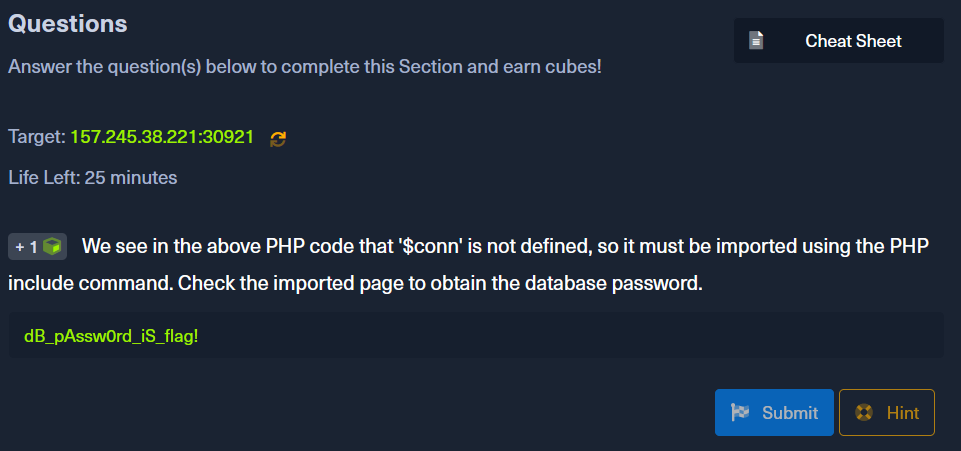 Questions
Cheat Sheet
Answer the question(s) below to complete this Section and earn cubes!
Target: 157.245.38.221:30921
Life Left: 25 minutes
+ 1 We see in the above PHP code that '$conn' is not defined, so it must be imported using the PHP
include command. Check the imported page to obtain the database password.
dB_pAssw0rd_iS_flag!
Submit
Hint